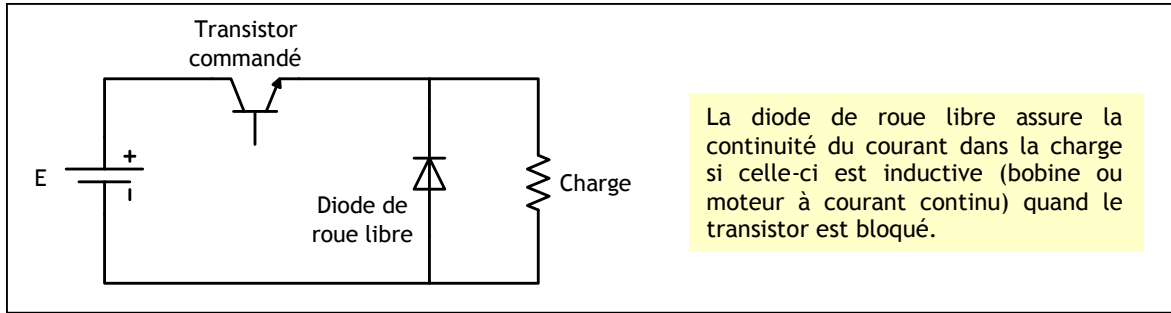 Transistor
commandé
E
+
Diode de
roue libre
Charge
La diode de roue libre assure la
continuité du courant dans la charge
si celle-ci est inductive (bobine ou
moteur à courant continu) quand le
transistor est bloqué.